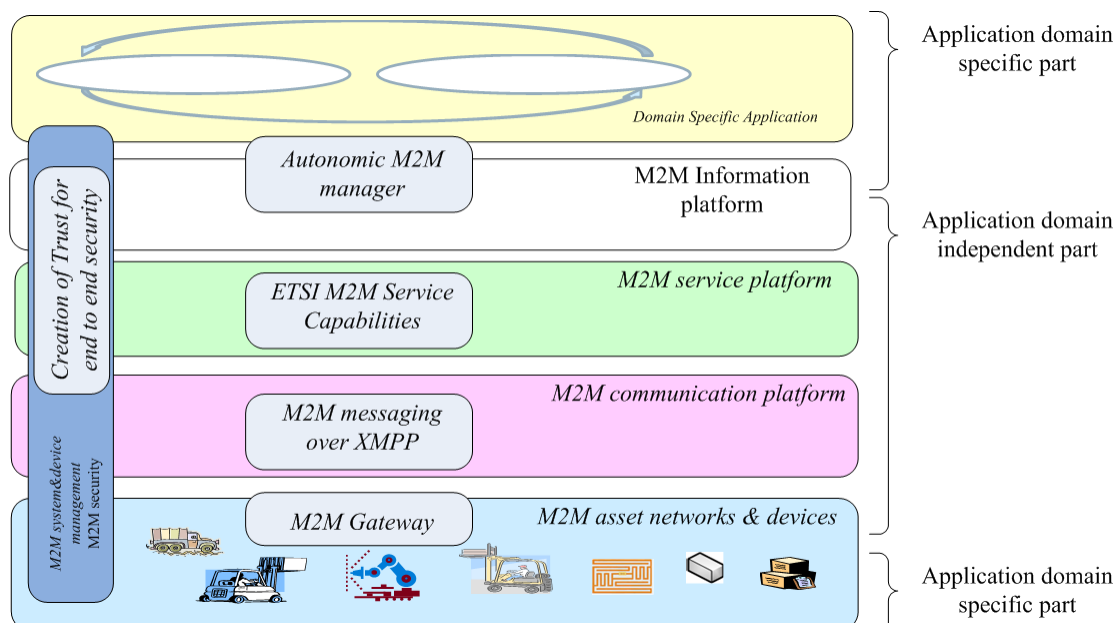 Application domain
specific part
Domain Specific Application
Autonomic M2M
manager
M2M Information
platform
Creation of Trust for
end to end security
Application domain
independent part
M2M service platform
ETSI M2M Service
Capabilities
M2M communication platform
M2M messaging
over XMPP
M2M system&device
management
M2M security
M2M Gateway
M2M asset networks & devices
Application domain
specific part